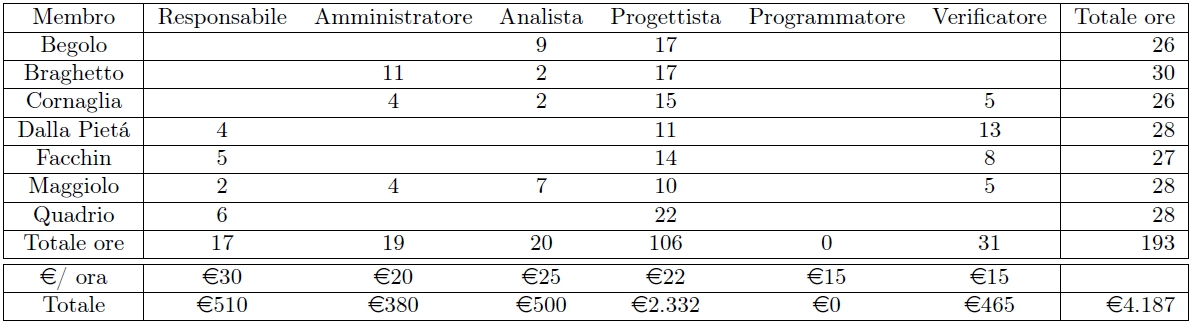 Membro Responsabile Amministratore Analista Progettista Programmatore Verificatore Totale ore
Begolo 9 17 26
Braghetto 11 2 17 30
Cornaglia 4 2 15 5 26
Dalla Pietá 4 11 13 28
Facchin 5 14 8 27
Maggiolo 2 4 7 10 5 28
Quadrio 6 22 28
Totale ore 17 19 20 106 0 31 193
€/ ora €30 €20 €25 €22 €15 €15
Totale €510 €380 €500 €2.332 €0 €465 €4.187